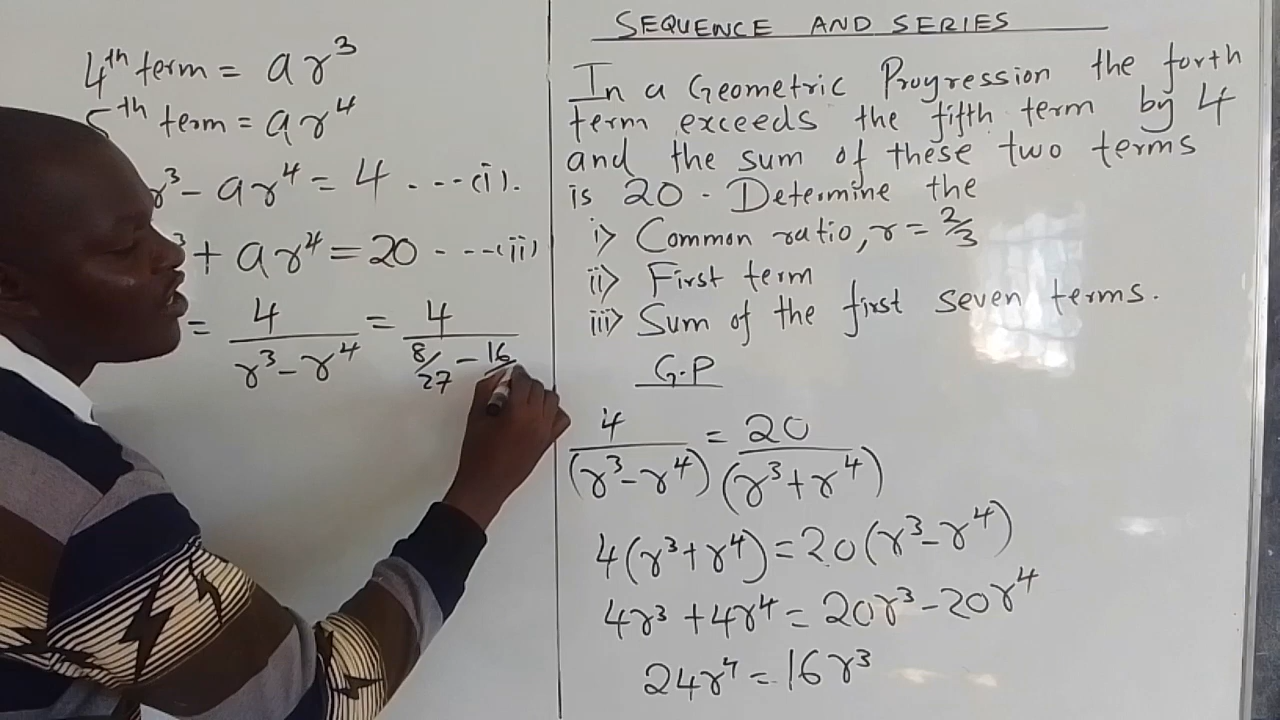 4th term = ar³
5th term = ar⁴
r³ - ar⁴ = 4 ----(i).
³ + ar⁴ = 20 ----(ii)
= 4/(r³ - r⁴) = 4/(8/27 - 16/
SEQUENCE AND SERIES
In a Geometric Progression the forth
term exceeds the fifth term by 4
and the sum of these two terms
is 20. Determine the
i) Common ratio, r = 2/3
ii) First term
iii) Sum of the first seven terms.
G.P
4/(r³ - r⁴) = 20/(r³ + r⁴)
4(r³ + r⁴) = 20(r³ - r⁴)
4r³ + 4r⁴ = 20r³ - 20r⁴
24r⁴ = 16r³